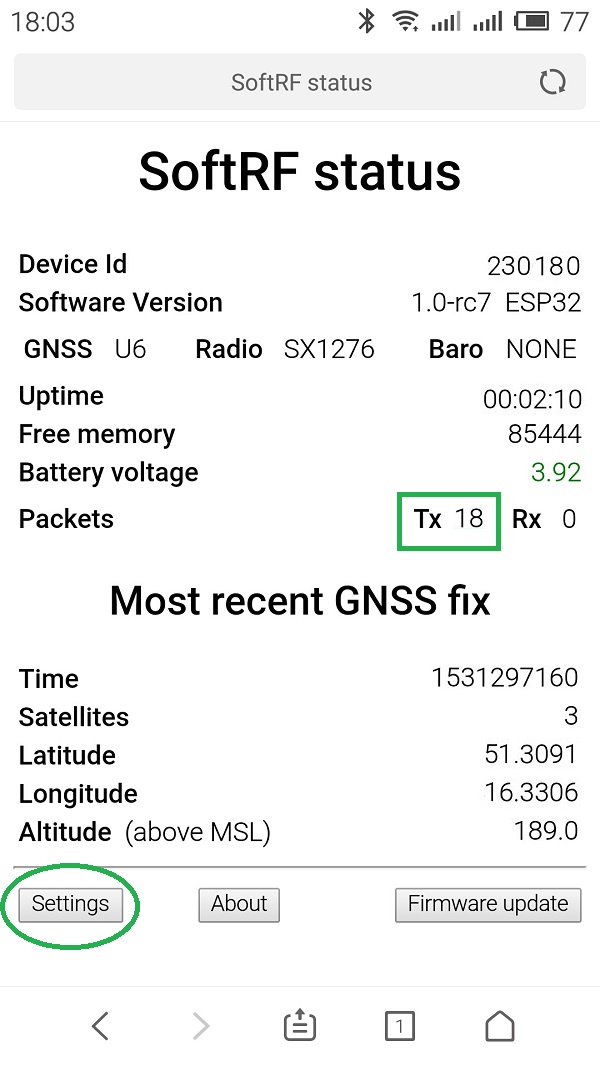 18:03 77
SoftRF status
SoftRF status
Device Id 230180
Software Version 1.0-rc7 ESP32
GNSS U6 Radio SX1276 Baro NONE
Uptime 00:02:10
Free memory 85444
Battery voltage 3.92
Packets Tx 18 Rx 0
Most recent GNSS fix
Time 1531297160
Satellites 3
Latitude 51.3091
Longitude 16.3306
Altitude (above MSL) 189.0
Settings About Firmware update
1